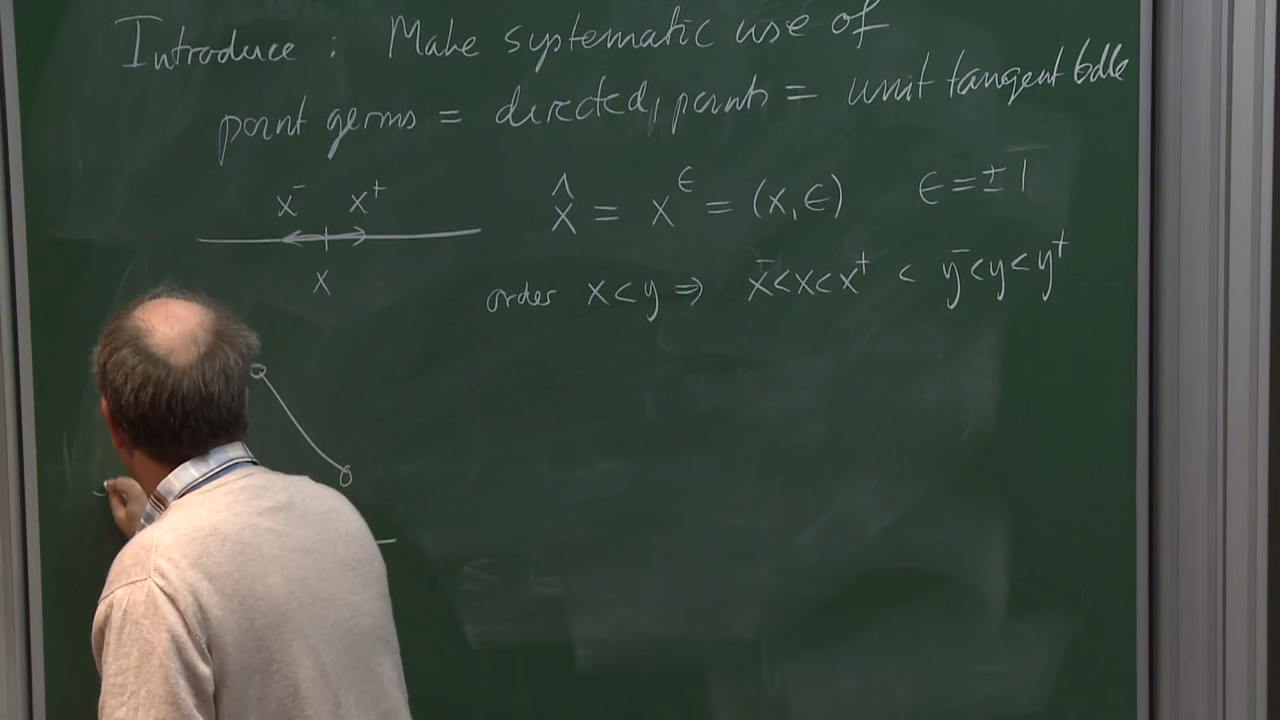 Introduce : Make systematic use of
point germs = directed points = unit tangent bdle
x⁻ x⁺
x
x̂ = x^ϵ = (x,ϵ) ϵ = ±1
order x<y ⇒ x⁻<x<x⁺ < y⁻<y<y⁺